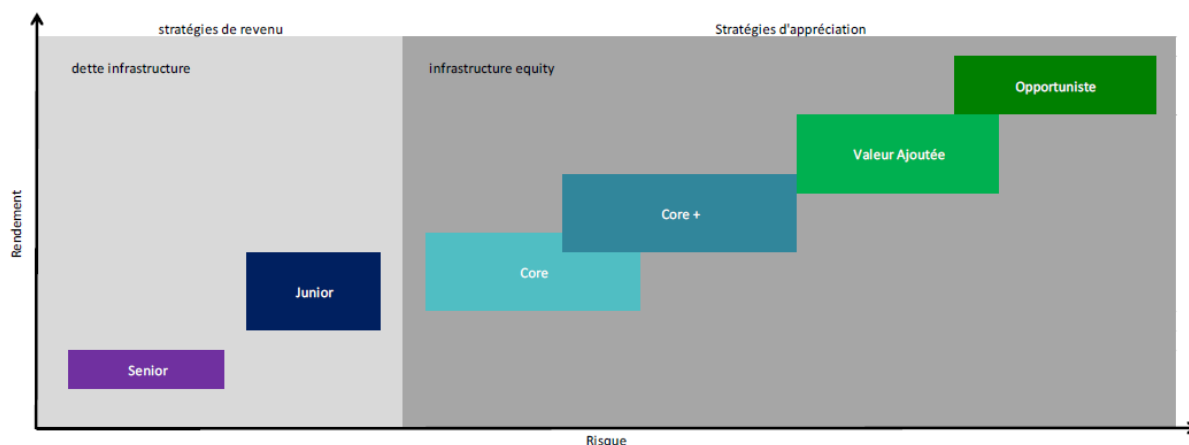 stratégies de revenu
Stratégies d'appréciation
dette infrastructure
infrastructure equity
Opportuniste
Valeur Ajoutée
Core +
Core
Junior
Senior
Rendement
Risque